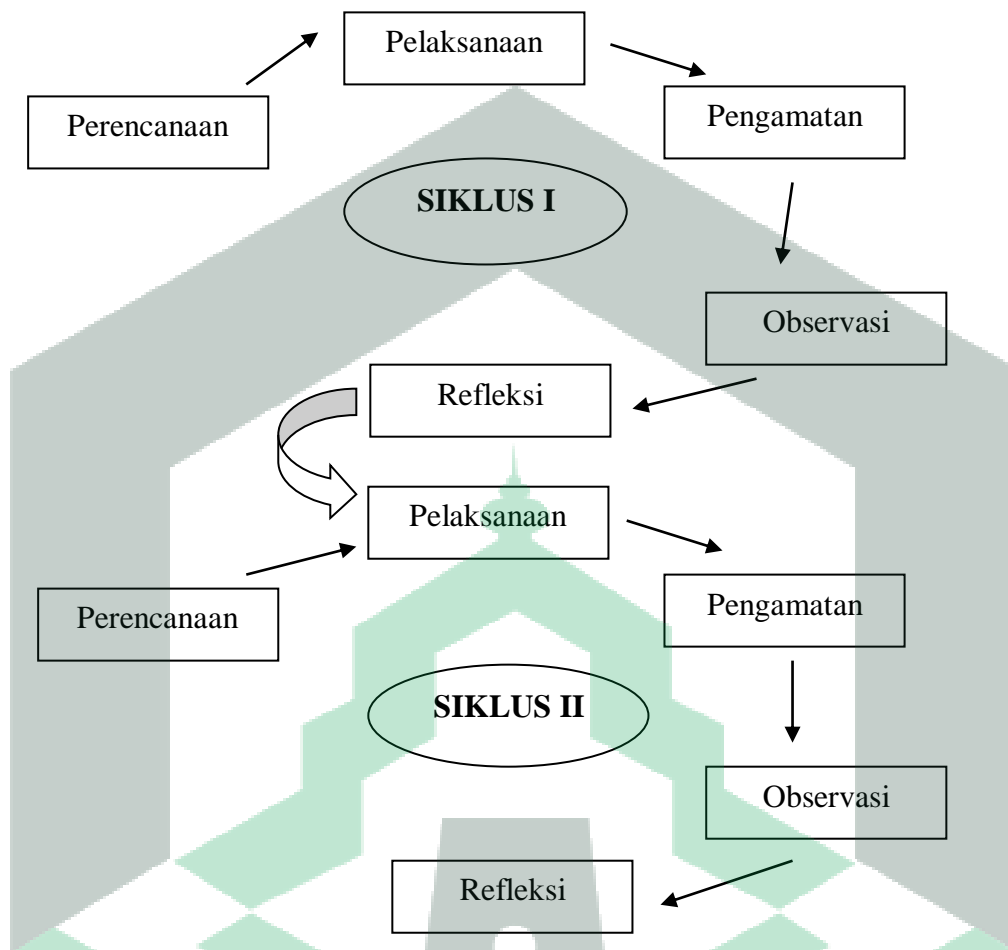 Pelaksanaan
Perencanaan
Pengamatan
SIKLUS I
Observasi
Refleksi
Pelaksanaan
Perencanaan
Pengamatan
SIKLUS II
Observasi
Refleksi